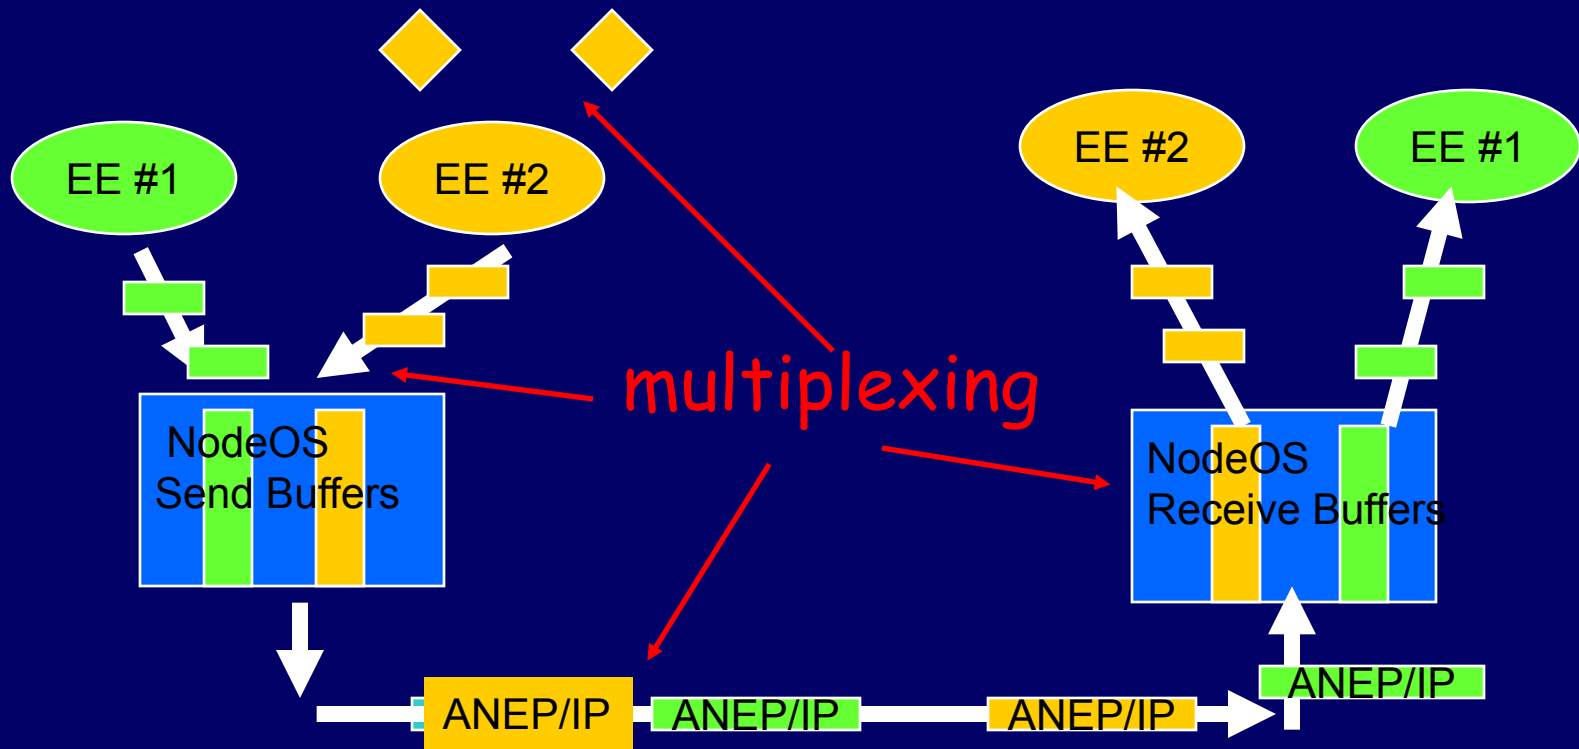 EE #1
EE #2
EE #2
EE #1
multiplexing
NodeOS
Send Buffers
NodeOS
Receive Buffers
ANEP/IP
ANEP/IP
ANEP/IP
ANEP/IP